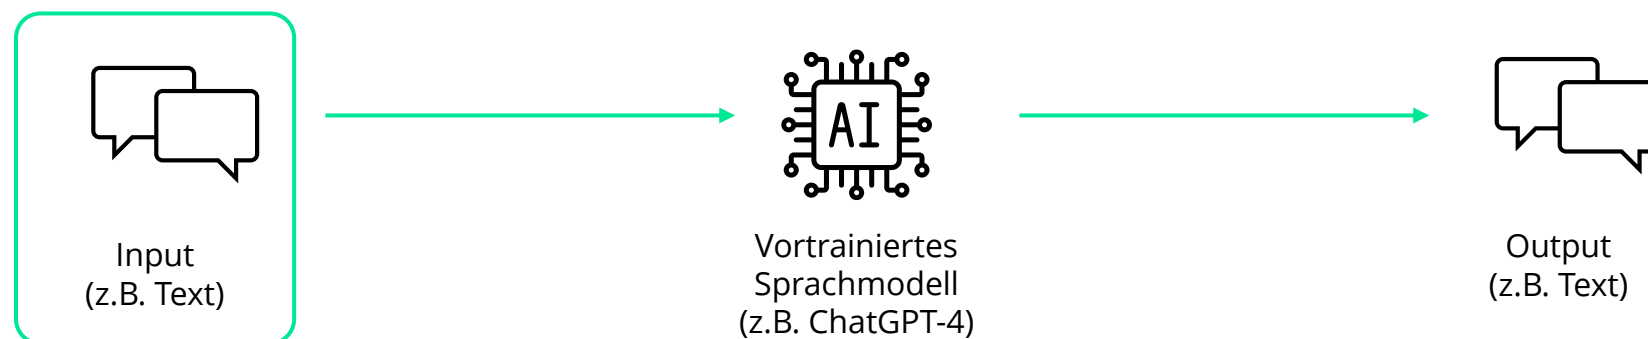 Input
(z.B. Text)
AI
Vortrainiertes
Sprachmodell
(z.B. ChatGPT-4)
Output
(z.B. Text)